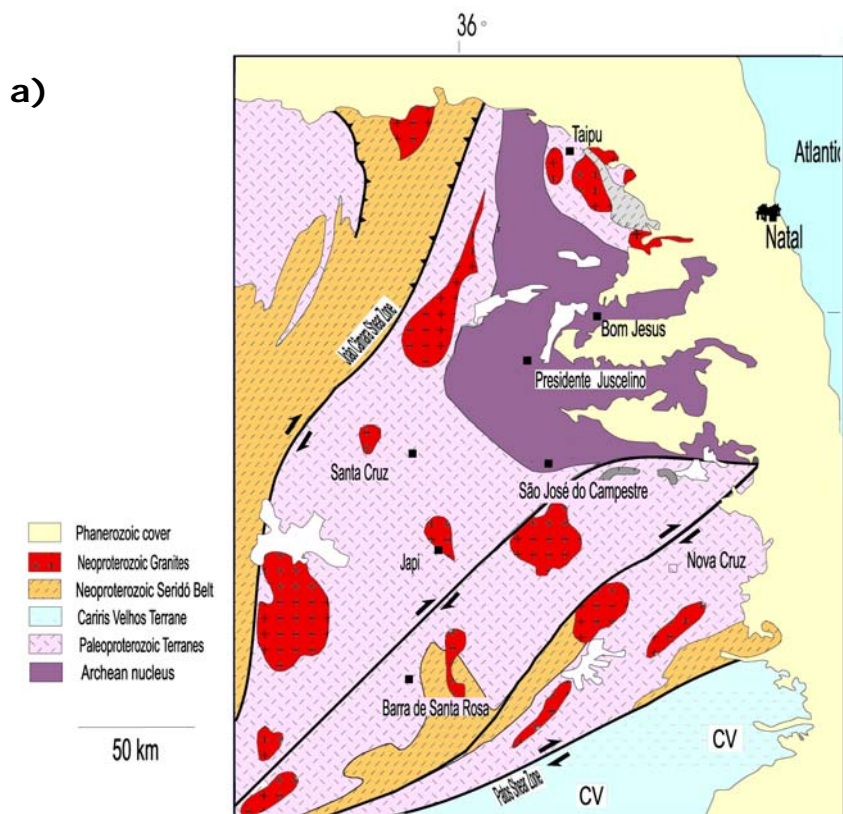 36 °
a)
Taipu
Atlantic
Natal
João Câmara Shear Zone
Bom Jesus
Presidente Juscelino
Santa Cruz
São José do Campestre
Phanerozoic cover
Neoproterozoic Granites
Neoproterozoic Seridó Belt
Cariris Velhos Terrane
Paleoproterozoic Terranes
Archean nucleus
Japi
Nova Cruz
Barra de Santa Rosa
50 km
Patos Shear Zone
CV
CV